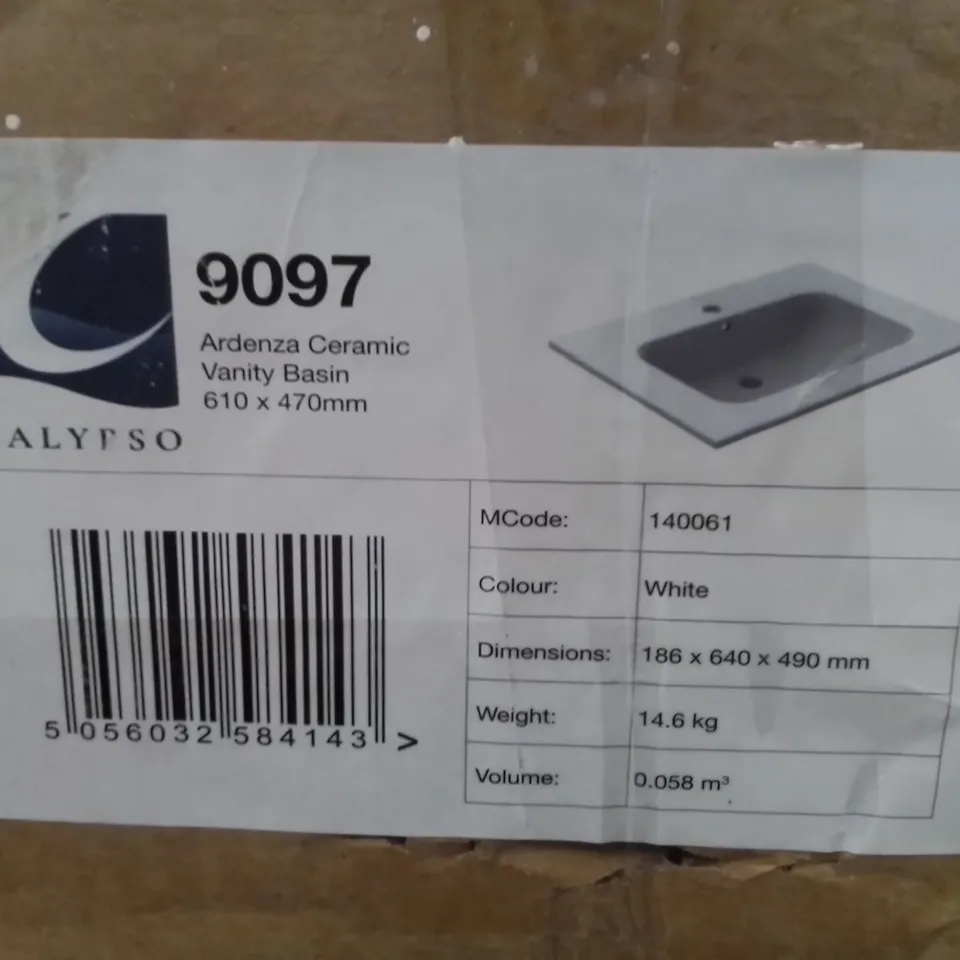 9097
Ardenza Ceramic
Vanity Basin
610 x 470mm
ALYPSO
MCode: 140061
Colour: White
Dimensions: 186 x 640 x 490 mm
Weight: 14.6 kg
Volume: 0.058 m³
5 056032 584143 >